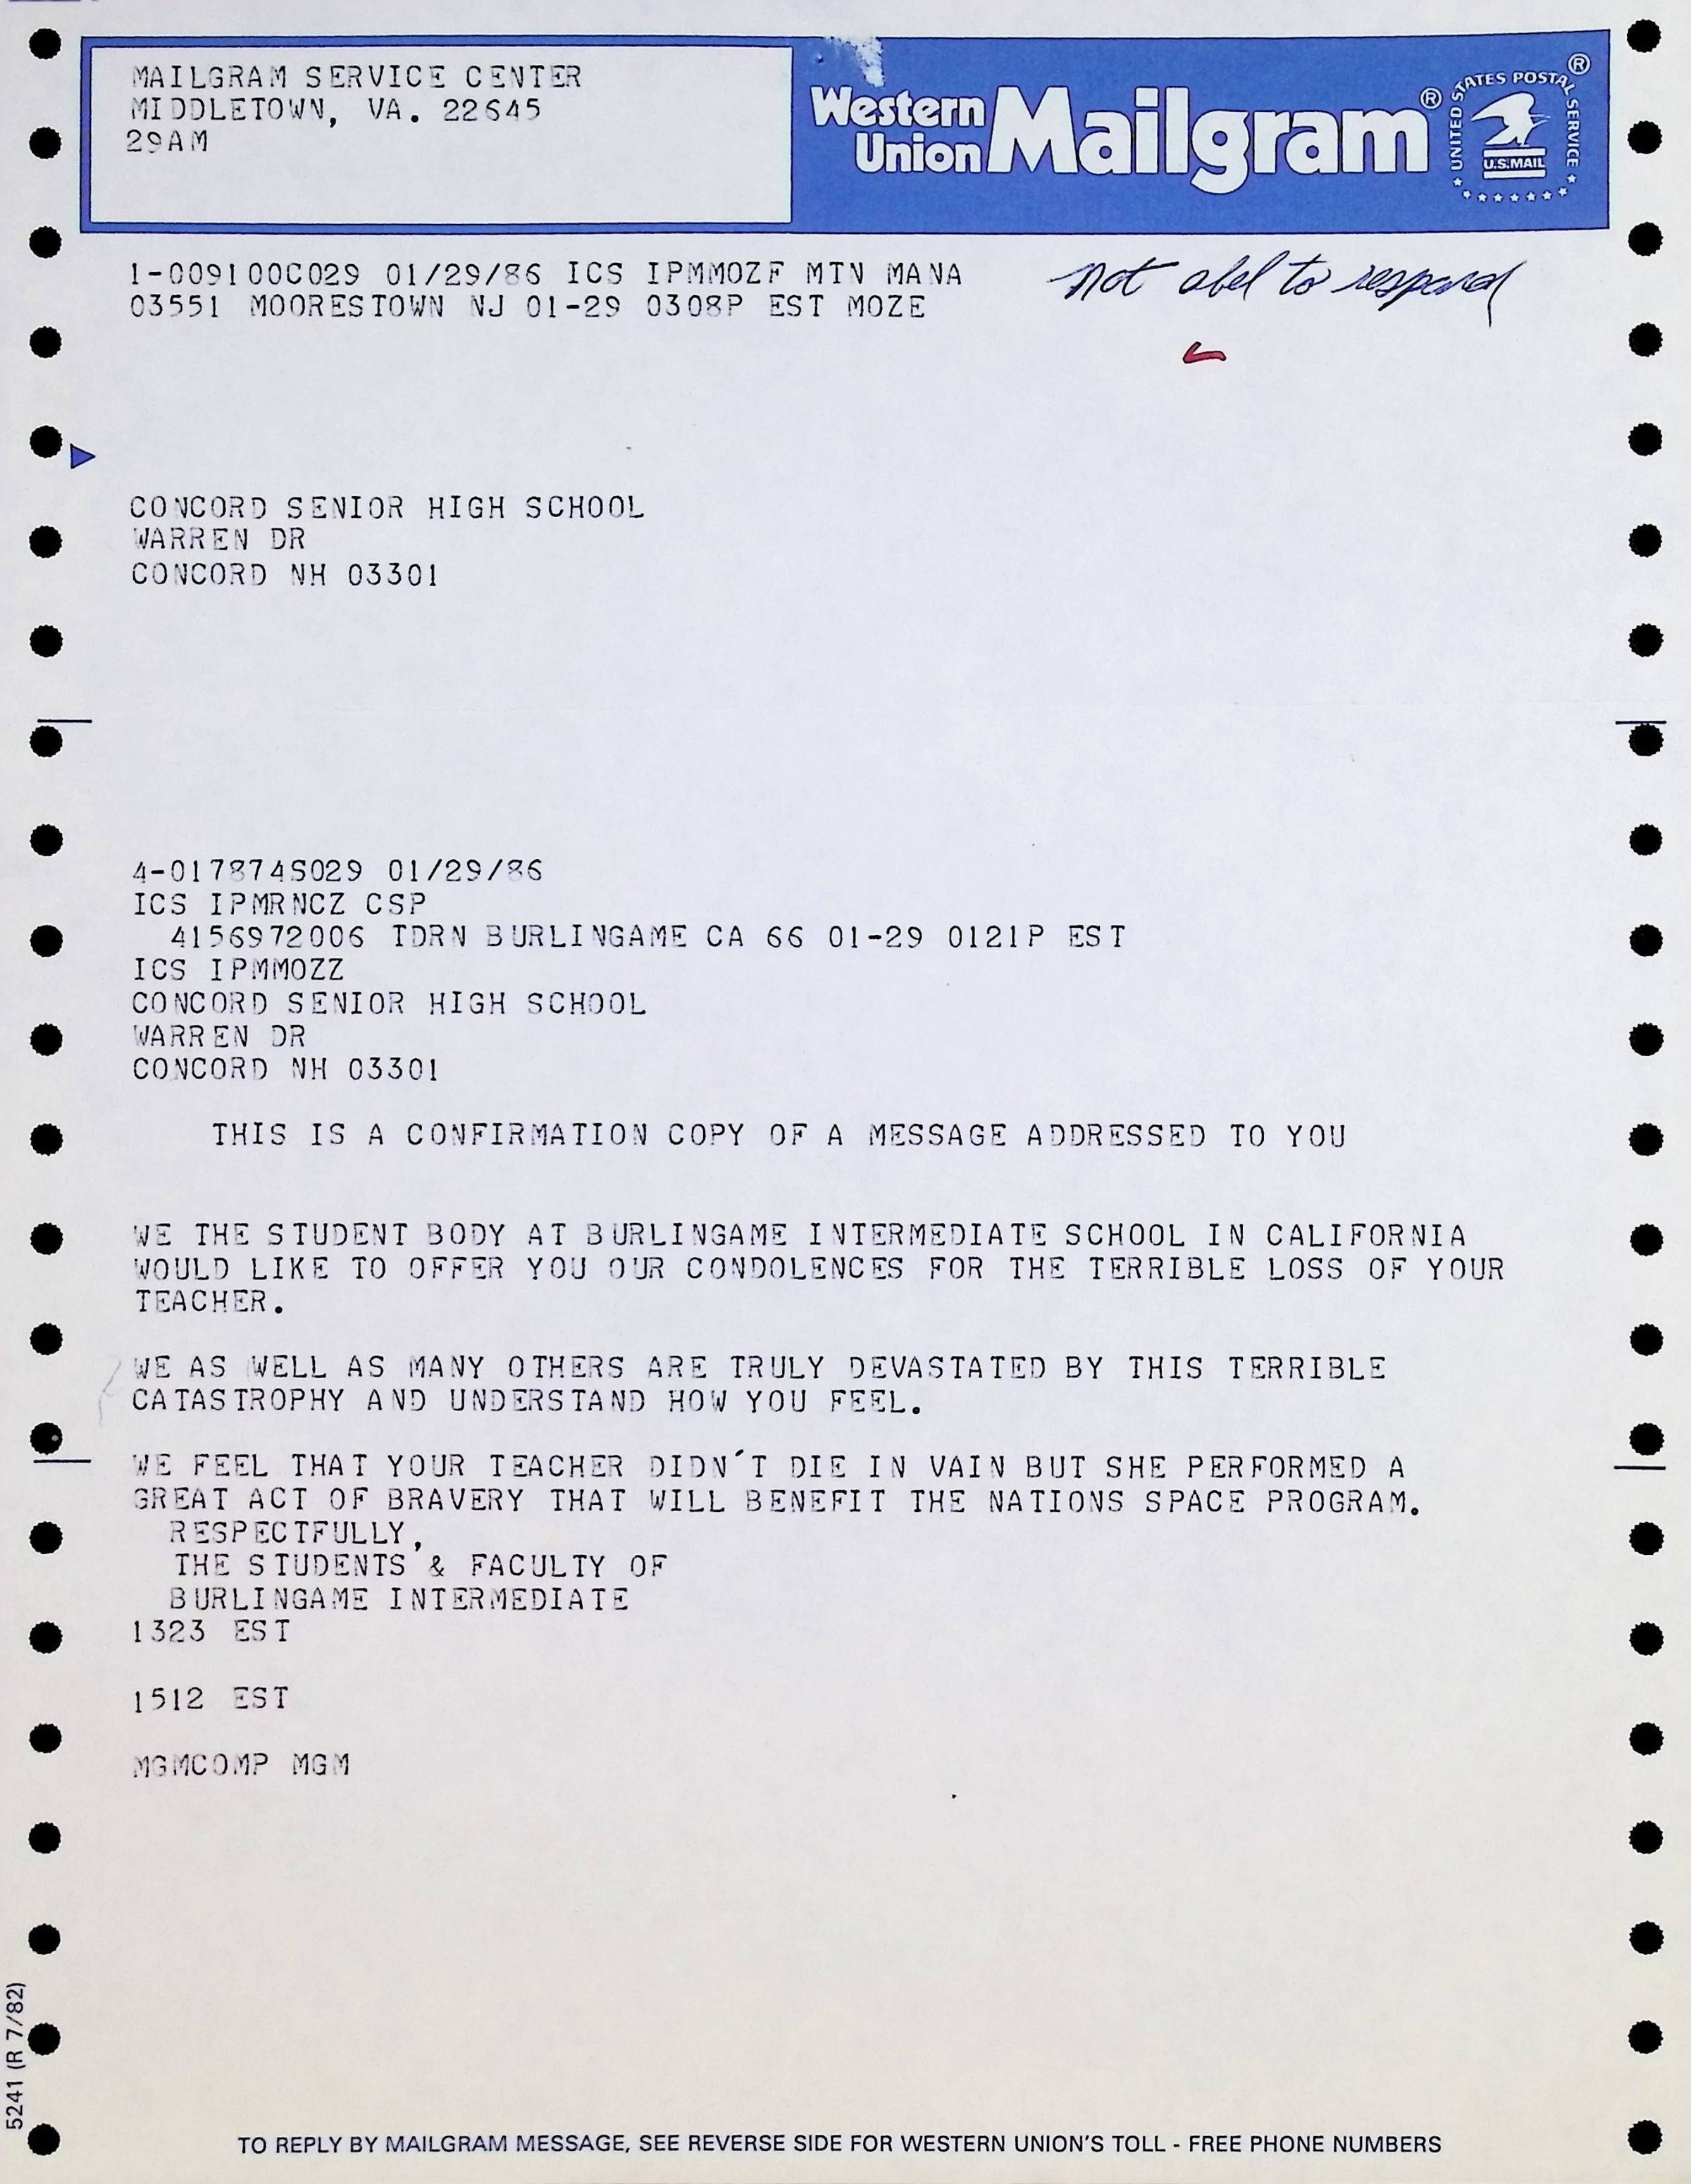 MAILGRAM SERVICE CENTER
MIDDLETOWN, VA. 22645
29AM
Western Union Mailgram®
UNITED STATES POSTAL SERVICE ®
U.S.MAIL
1-009100C029 01/29/86 ICS IPMMOZF MTN MANA
03551 MOORESTOWN NJ 01-29 0308P EST MOZE
not abel to respond
CONCORD SENIOR HIGH SCHOOL
WARREN DR
CONCORD NH 03301
4-017874S029 01/29/86
ICS IPMRNCZ CSP
4156972006 TDRN BURLINGAME CA 66 01-29 0121P EST
ICS IPMMOZZ
CONCORD SENIOR HIGH SCHOOL
WARREN DR
CONCORD NH 03301
THIS IS A CONFIRMATION COPY OF A MESSAGE ADDRESSED TO YOU
WE THE STUDENT BODY AT BURLINGAME INTERMEDIATE SCHOOL IN CALIFORNIA
WOULD LIKE TO OFFER YOU OUR CONDOLENCES FOR THE TERRIBLE LOSS OF YOUR
TEACHER.
WE AS WELL AS MANY OTHERS ARE TRULY DEVASTATED BY THIS TERRIBLE
CATASTROPHY AND UNDERSTAND HOW YOU FEEL.
WE FEEL THAT YOUR TEACHER DIDN'T DIE IN VAIN BUT SHE PERFORMED A
GREAT ACT OF BRAVERY THAT WILL BENEFIT THE NATIONS SPACE PROGRAM.
RESPECTFULLY,
THE STUDENTS & FACULTY OF
BURLINGAME INTERMEDIATE
1323 EST
1512 EST
MGMCOMP MGM
5241 (R 7/82)
TO REPLY BY MAILGRAM MESSAGE, SEE REVERSE SIDE FOR WESTERN UNION'S TOLL - FREE PHONE NUMBERS